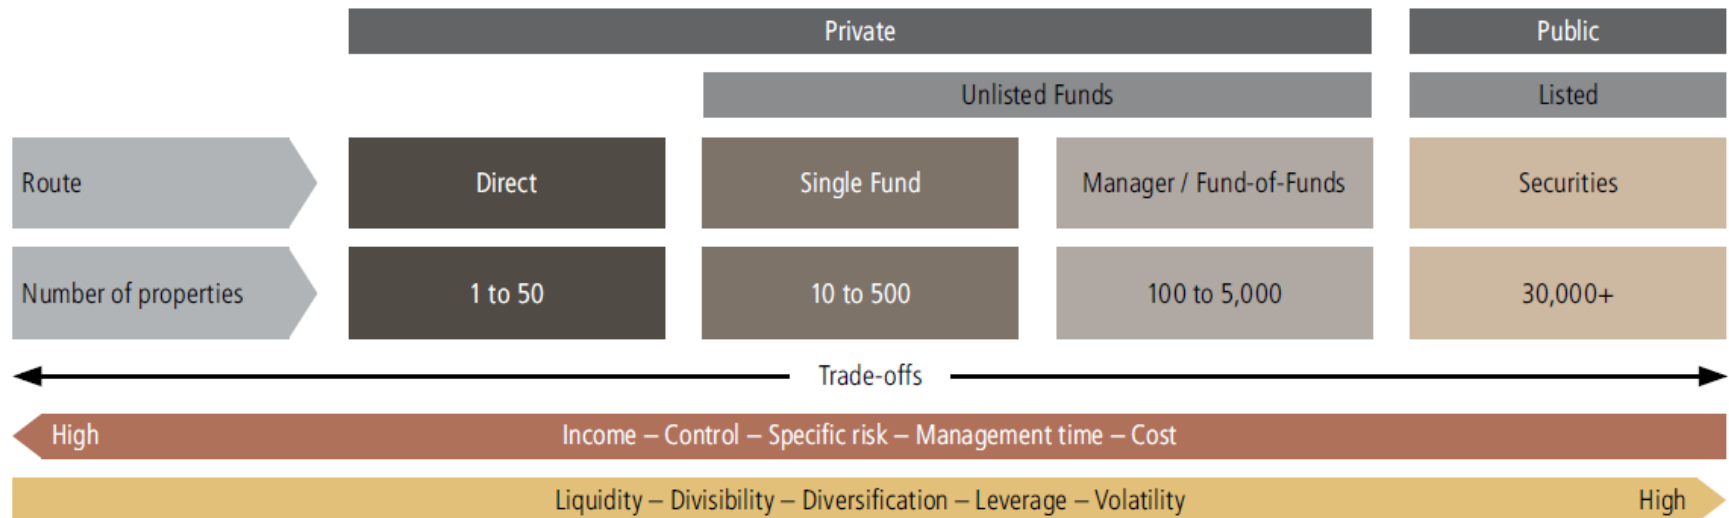 Private
Public
Unlisted Funds
Listed
Route
Direct
Single Fund
Manager / Fund-of-Funds
Securities
Number of properties
1 to 50
10 to 500
100 to 5,000
30,000+
Trade-offs
High
Income – Control – Specific risk – Management time – Cost
Liquidity – Divisibility – Diversification – Leverage – Volatility
High